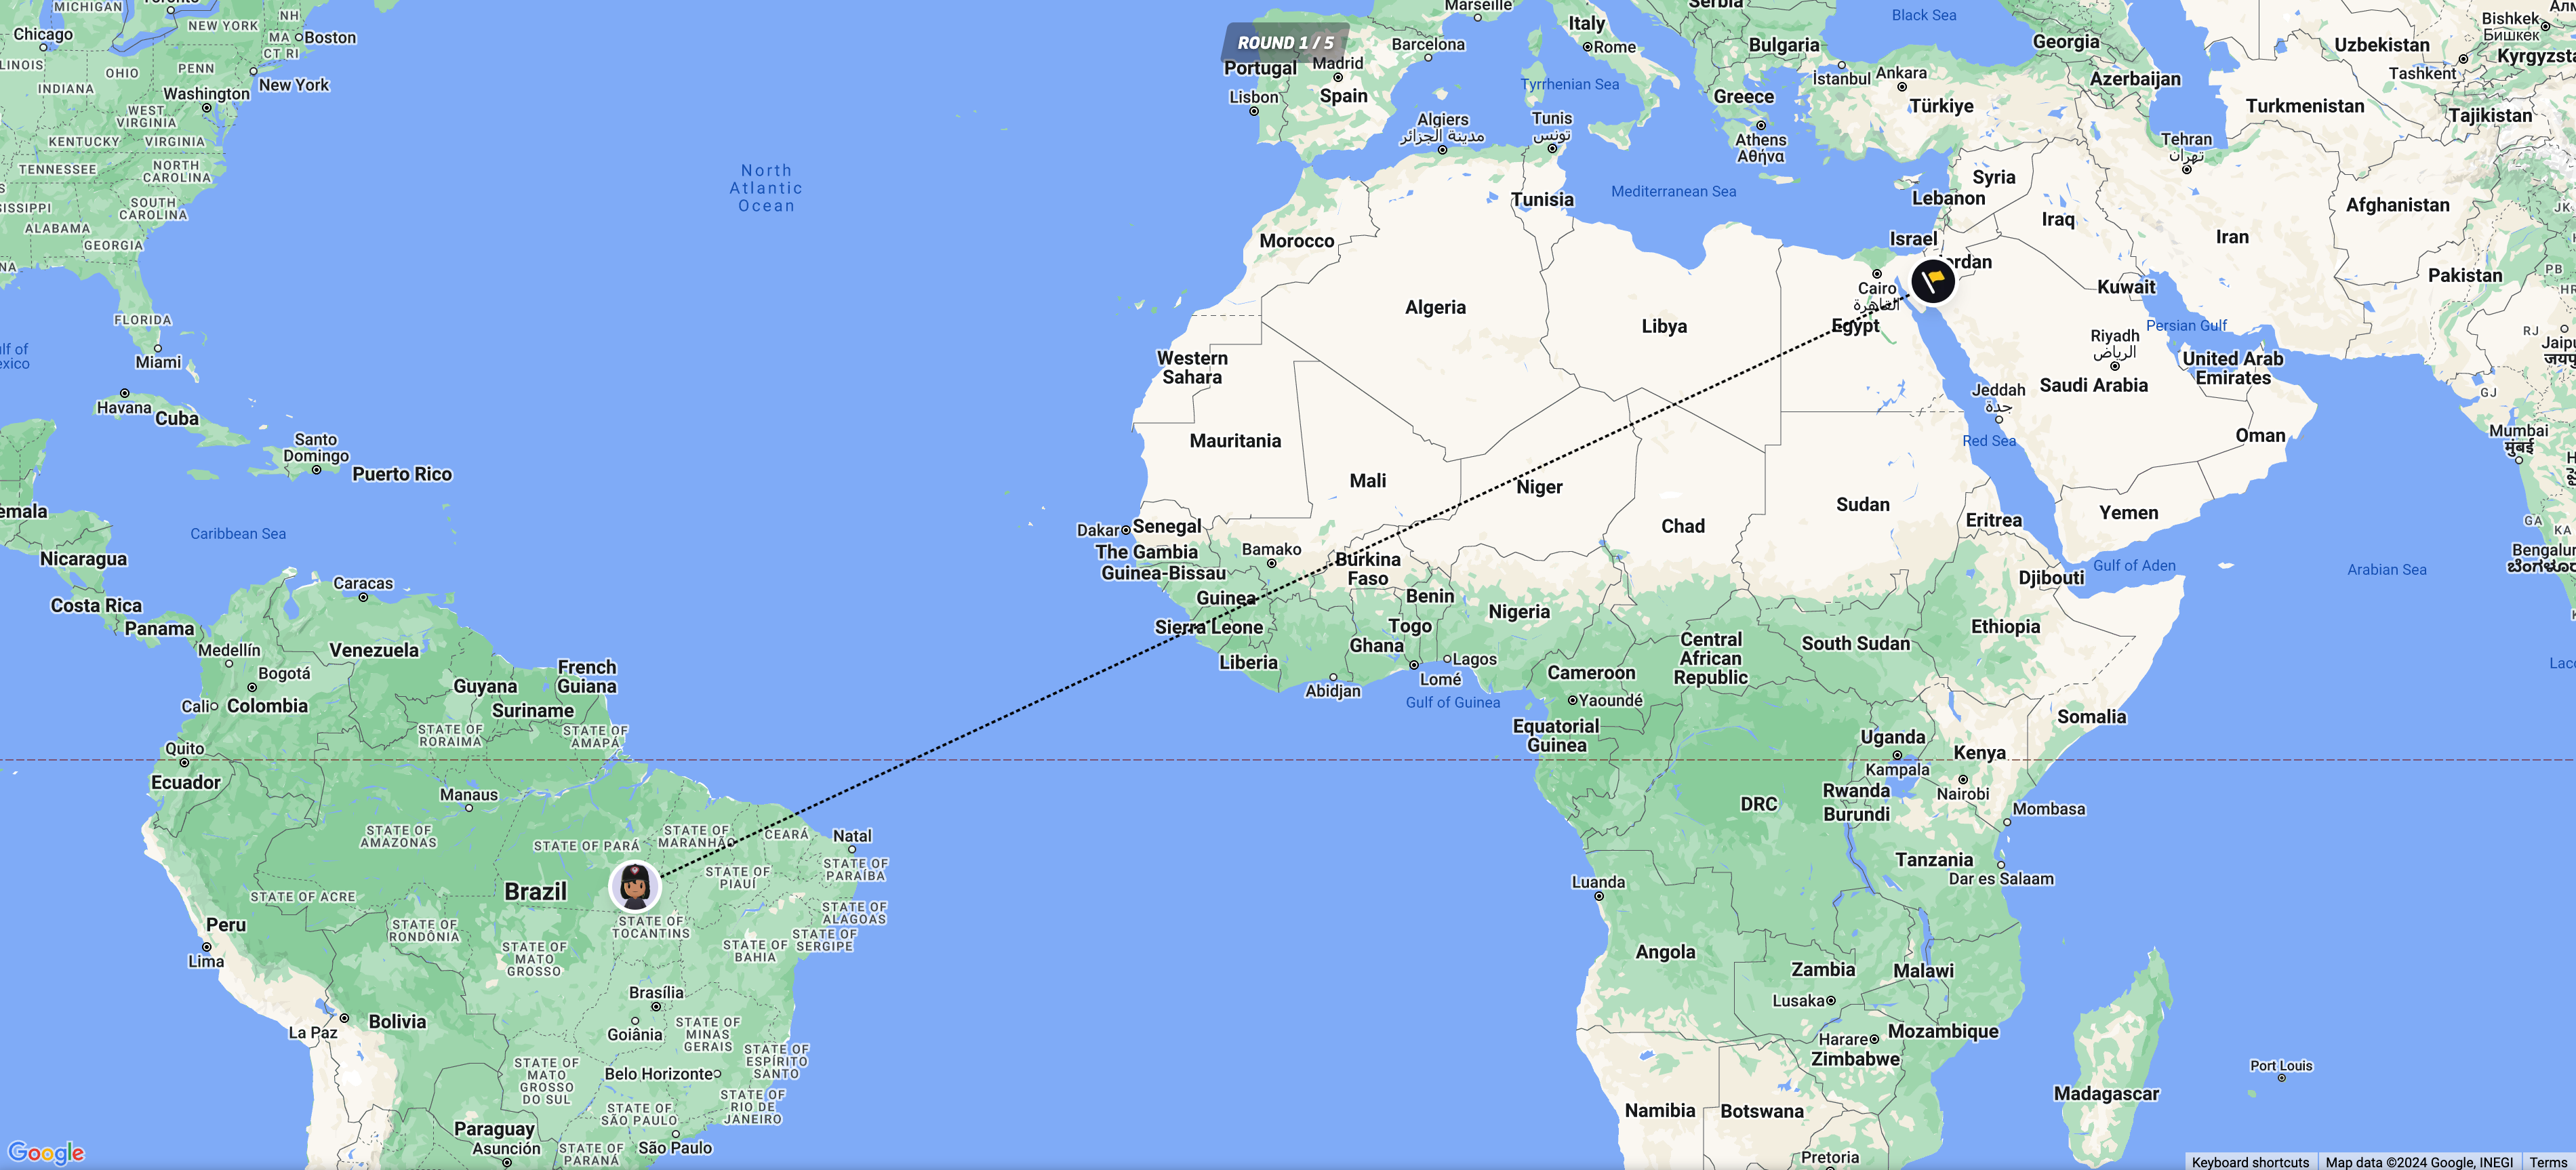 ROUND 1 / 5
MICHIGAN
NH
Chicago
NEW YORK
MA
Boston
CT RI
PENN
OHIO
INDIANA
New York
Washington
WEST
VIRGINIA
KENTUCKY
VIRGINIA
TENNESSEE
NORTH
CAROLINA
SOUTH
CAROLINA
ALABAMA
GEORGIA
FLORIDA
Miami
Havana
Cuba
Santo
Domingo
Puerto Rico
Caribbean Sea
Nicaragua
Costa Rica
Panama
Caracas
Medellín
Venezuela
Bogotá
Cali
Colombia
Guyana
Suriname
French
Guiana
STATE OF
RORAIMA
STATE OF
AMAPÁ
Quito
Ecuador
Manaus
STATE OF
AMAZONAS
STATE OF PARÁ
STATE OF
MARANHÃO
CEARÁ
Natal
STATE OF
PARAÍBA
STATE OF
PIAUÍ
Brazil
STATE OF ACRE
STATE OF
ALAGOAS
STATE OF
TOCANTINS
STATE OF
SERGIPE
STATE OF
RONDÔNIA
STATE OF
BAHIA
STATE OF
MATO
GROSSO
Peru
Lima
Brasília
Goiânia
La Paz
Bolivia
STATE OF
MINAS
GERAIS
STATE OF
ESPÍRITO
SANTO
Belo Horizonte
STATE OF
MATO
GROSSO
DO SUL
STATE OF
SÃO PAULO
STATE OF
RIO DE
JANEIRO
Paraguay
Asunción
São Paulo
STATE OF
PARANÁ
North
Atlantic
Ocean
Portugal
Lisbon
Madrid
Spain
Barcelona
Marseille
Italy
Rome
Serbia
Bulgaria
Black Sea
Georgia
Azerbaijan
İstanbul
Ankara
Türkiye
Tyrrhenian Sea
Greece
Athens
Αθήνα
Algiers
مدينة الجزائر
Tunis
تونس
Tunisia
Mediterranean Sea
Uzbekistan
Bishkek
Бишкек
Tashkent
Turkmenistan
Tajikistan
Tehran
تهران
Syria
Lebanon
Iraq
Iran
Afghanistan
Israel
Pakistan
Kuwait
Persian Gulf
Riyadh
الرياض
United Arab
Emirates
Saudi Arabia
Jeddah
جدة
Red Sea
Oman
Yemen
Gulf of Aden
Arabian Sea
JK
PB
RJ
GJ
Mumbai
मुंबई
GA
KA
Morocco
Algeria
Libya
Cairo
القاهرة
Egypt
Western
Sahara
Mauritania
Mali
Niger
Chad
Sudan
Eritrea
Djibouti
Dakar
Senegal
The Gambia
Guinea-Bissau
Bamako
Burkina
Faso
Guinea
Sierra Leone
Liberia
Benin
Togo
Ghana
Nigeria
Lagos
Lomé
Abidjan
Gulf of Guinea
Central
African
Republic
South Sudan
Ethiopia
Cameroon
Yaoundé
Somalia
Equatorial
Guinea
Uganda
Kampala
Kenya
Nairobi
DRC
Rwanda
Burundi
Mombasa
Tanzania
Dar es Salaam
Luanda
Angola
Zambia
Malawi
Lusaka
Harare
Zimbabwe
Mozambique
Namibia
Botswana
Pretoria
Madagascar
Port Louis
Google
Keyboard shortcuts
Map data ©2024 Google, INEGI
Terms